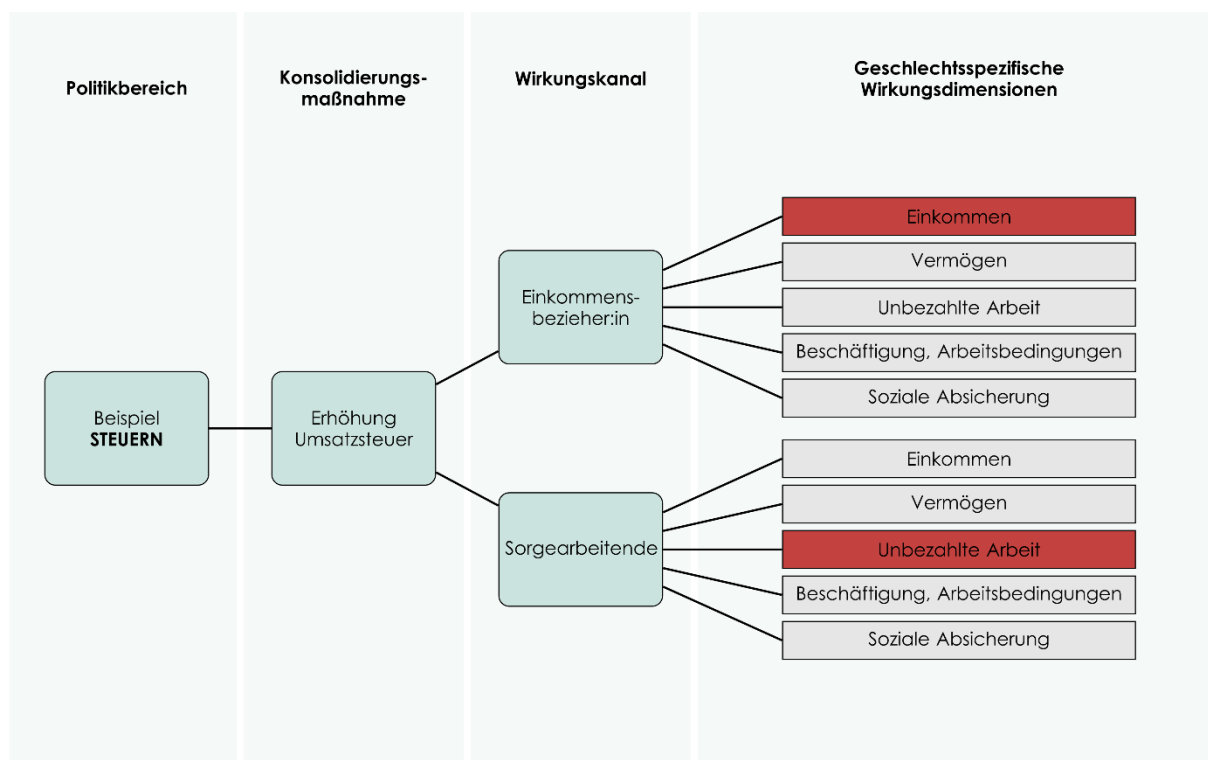 Politikbereich
Konsolidierungs-
maßnahme
Wirkungskanal
Geschlechtsspezifische
Wirkungsdimensionen
Beispiel
STEUERN
Erhöhung
Umsatzsteuer
Einkommens-
bezieher:in
Einkommen
Vermögen
Unbezahlte Arbeit
Beschäftigung, Arbeitsbedingungen
Soziale Absicherung
Sorgearbeitende
Einkommen
Vermögen
Unbezahlte Arbeit
Beschäftigung, Arbeitsbedingungen
Soziale Absicherung